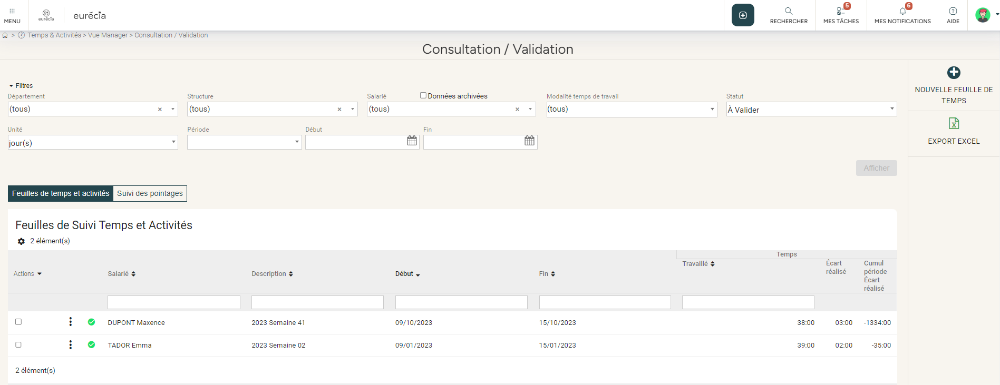 MENU
eurécia
eurécia
RECHERCHER
5
MES TÂCHES
6
MES NOTIFICATIONS
AIDE
> Temps & Activités > Vue Manager > Consultation / Validation
Consultation / Validation
NOUVELLE FEUILLE DE
TEMPS
EXPORT EXCEL
Filtres
Département
Structure
Salarié
Données archivées
Modalité temps de travail
Statut
(tous) ×
(tous) ×
(tous) ×
(tous)
À Valider
Unité
Période
Début
Fin
jour(s)
Afficher
Feuilles de temps et activités
Suivi des pointages
Feuilles de Suivi Temps et Activités
2 élément(s)
Temps
Actions
Salarié
Description
Début
Fin
Travaillé
Écart
réalisé
Cumul
période
Écart
réalisé
DUPONT Maxence 2023 Semaine 41 09/10/2023 15/10/2023 38:00 03:00 -1334:00
TADOR Emma 2023 Semaine 02 09/01/2023 15/01/2023 39:00 02:00 -35:00
2 élément(s)